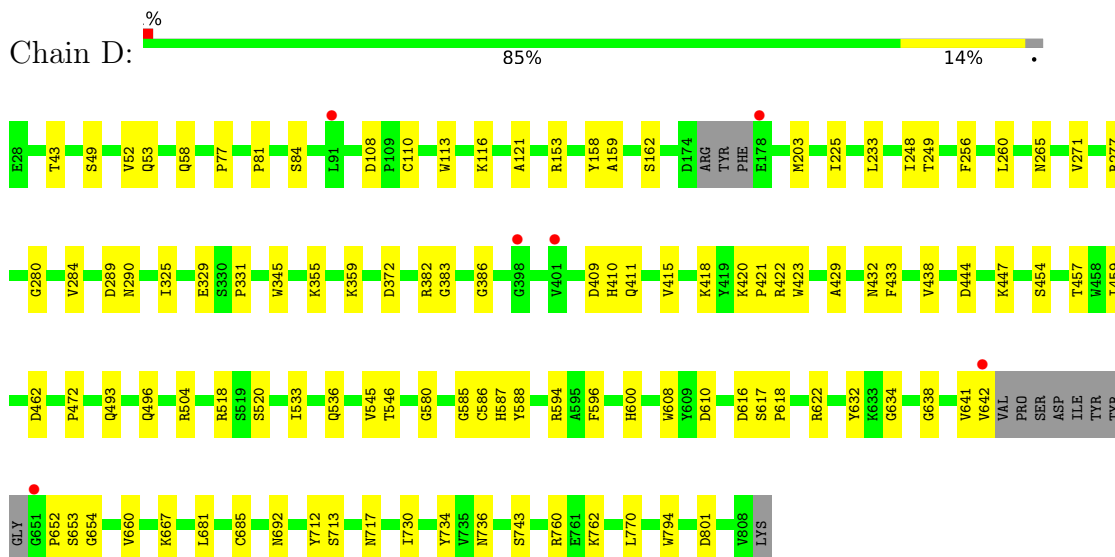 .%
Chain D:
85% 14% •
E28 T43 S49 V52 Q53 Q58 P77 P81 S84 L91 D108 P109 C110 W113 K116 A121 R153 Y158 A159 S162 D174 ARG TYR PHE E178 M203 I225 L233 I248 T249 F256 L260 N265 V271
G280 V284 D289 N290 I325 E329 S330 P331 W345 K355 K359 D372 R382 G383 G386 G398 V401 D409 H410 Q411 V415 K418 Y419 K420 P421 R422 W423 A429 N432 F433 V438 D444 K447 S454 T457 W458
D462 P472 Q493 Q496 R504 R518 S519 S520 I533 Q536 V545 T546 G580 G585 C586 H587 Y588 R594 A595 F596 H600 W608 Y609 D610 D616 S617 P618 R622 Y632 K633 G634 G638 V641 V642 VAL PRO SER ASP ILE TYR
GLY G651 P652 S653 G654 V660 K667 L681 C685 N692 Y712 S713 N717 I730 Y734 V735 N736 S743 R760 E761 K762 L770 W794 D801 V808 LYS